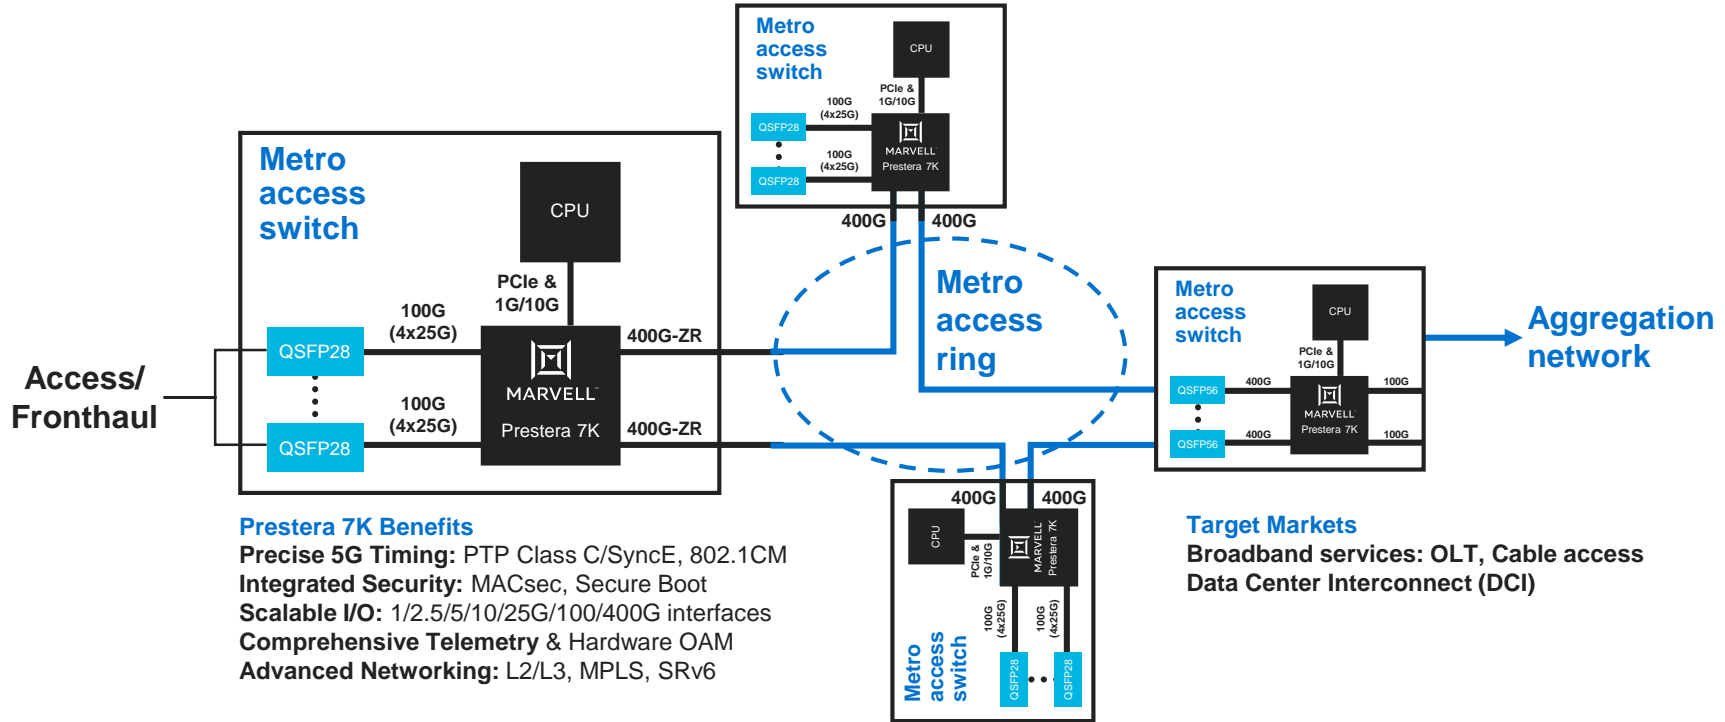 Metro
access
switch
CPU
PCIe &
1G/10G
100G
(4x25G)
QSFP28
100G
(4x25G)
QSFP28
MARVELL
Prestera 7K
400G
400G
Metro
access
switch
CPU
PCIe &
1G/10G
100G
(4x25G)
QSFP28
100G
(4x25G)
QSFP28
MARVELL™
Prestera 7K
400G-ZR
400G-ZR
Access/
Fronthaul
Metro
access
ring
Metro
access
switch
CPU
PCIe &
1G/10G
QSFP56
400G
QSFP56
400G
MARVELL
Prestera 7K
100G
100G
Aggregation
network
400G
400G
CPU
PCIe &
1G/10G
MARVELL
Prestera 7K
100G
(4x25G)
100G
(4x25G)
QSFP28
QSFP28
Metro
access
switch
Prestera 7K Benefits
Precise 5G Timing: PTP Class C/SyncE, 802.1CM
Integrated Security: MACsec, Secure Boot
Scalable I/O: 1/2.5/5/10/25G/100/400G interfaces
Comprehensive Telemetry & Hardware OAM
Advanced Networking: L2/L3, MPLS, SRv6
Target Markets
Broadband services: OLT, Cable access
Data Center Interconnect (DCI)